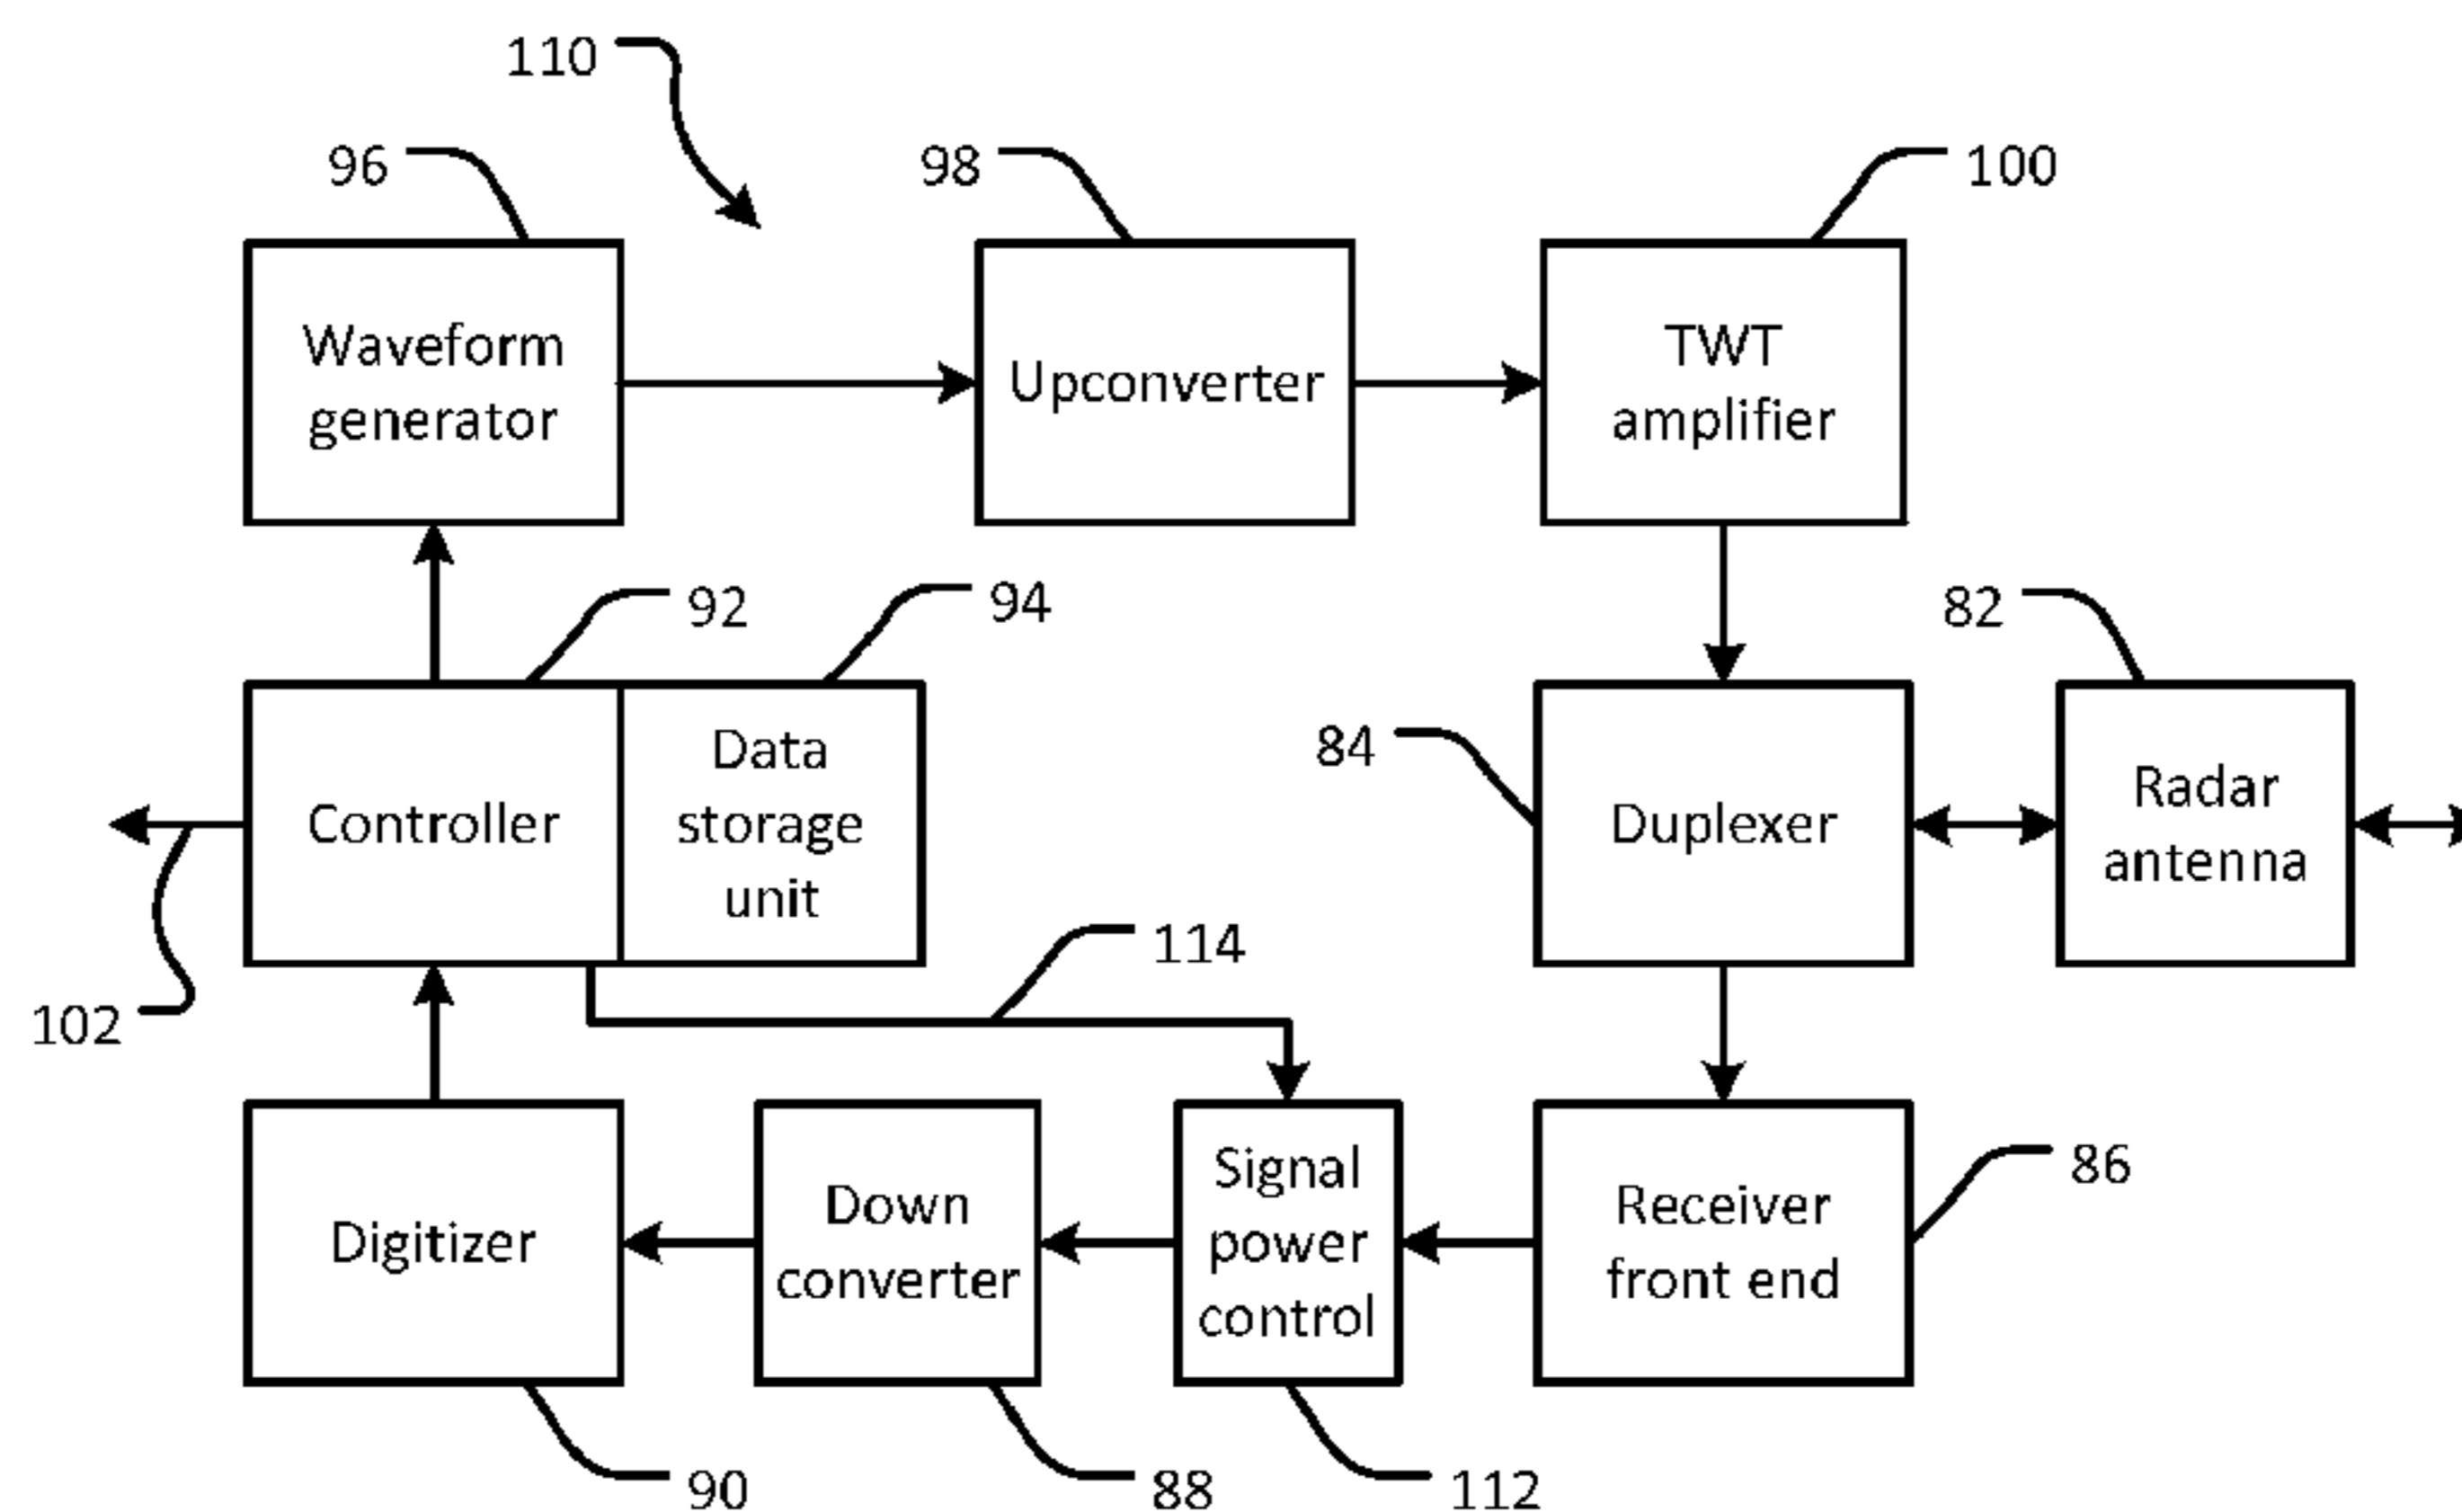 110
96
98
100
Waveform
generator
Upconverter
TWT
amplifier
92
94
82
84
Controller
Data
storage
unit
Duplexer
Radar
antenna
114
102
86
Digitizer
Down
converter
Signal
power
control
Receiver
front end
90
88
112